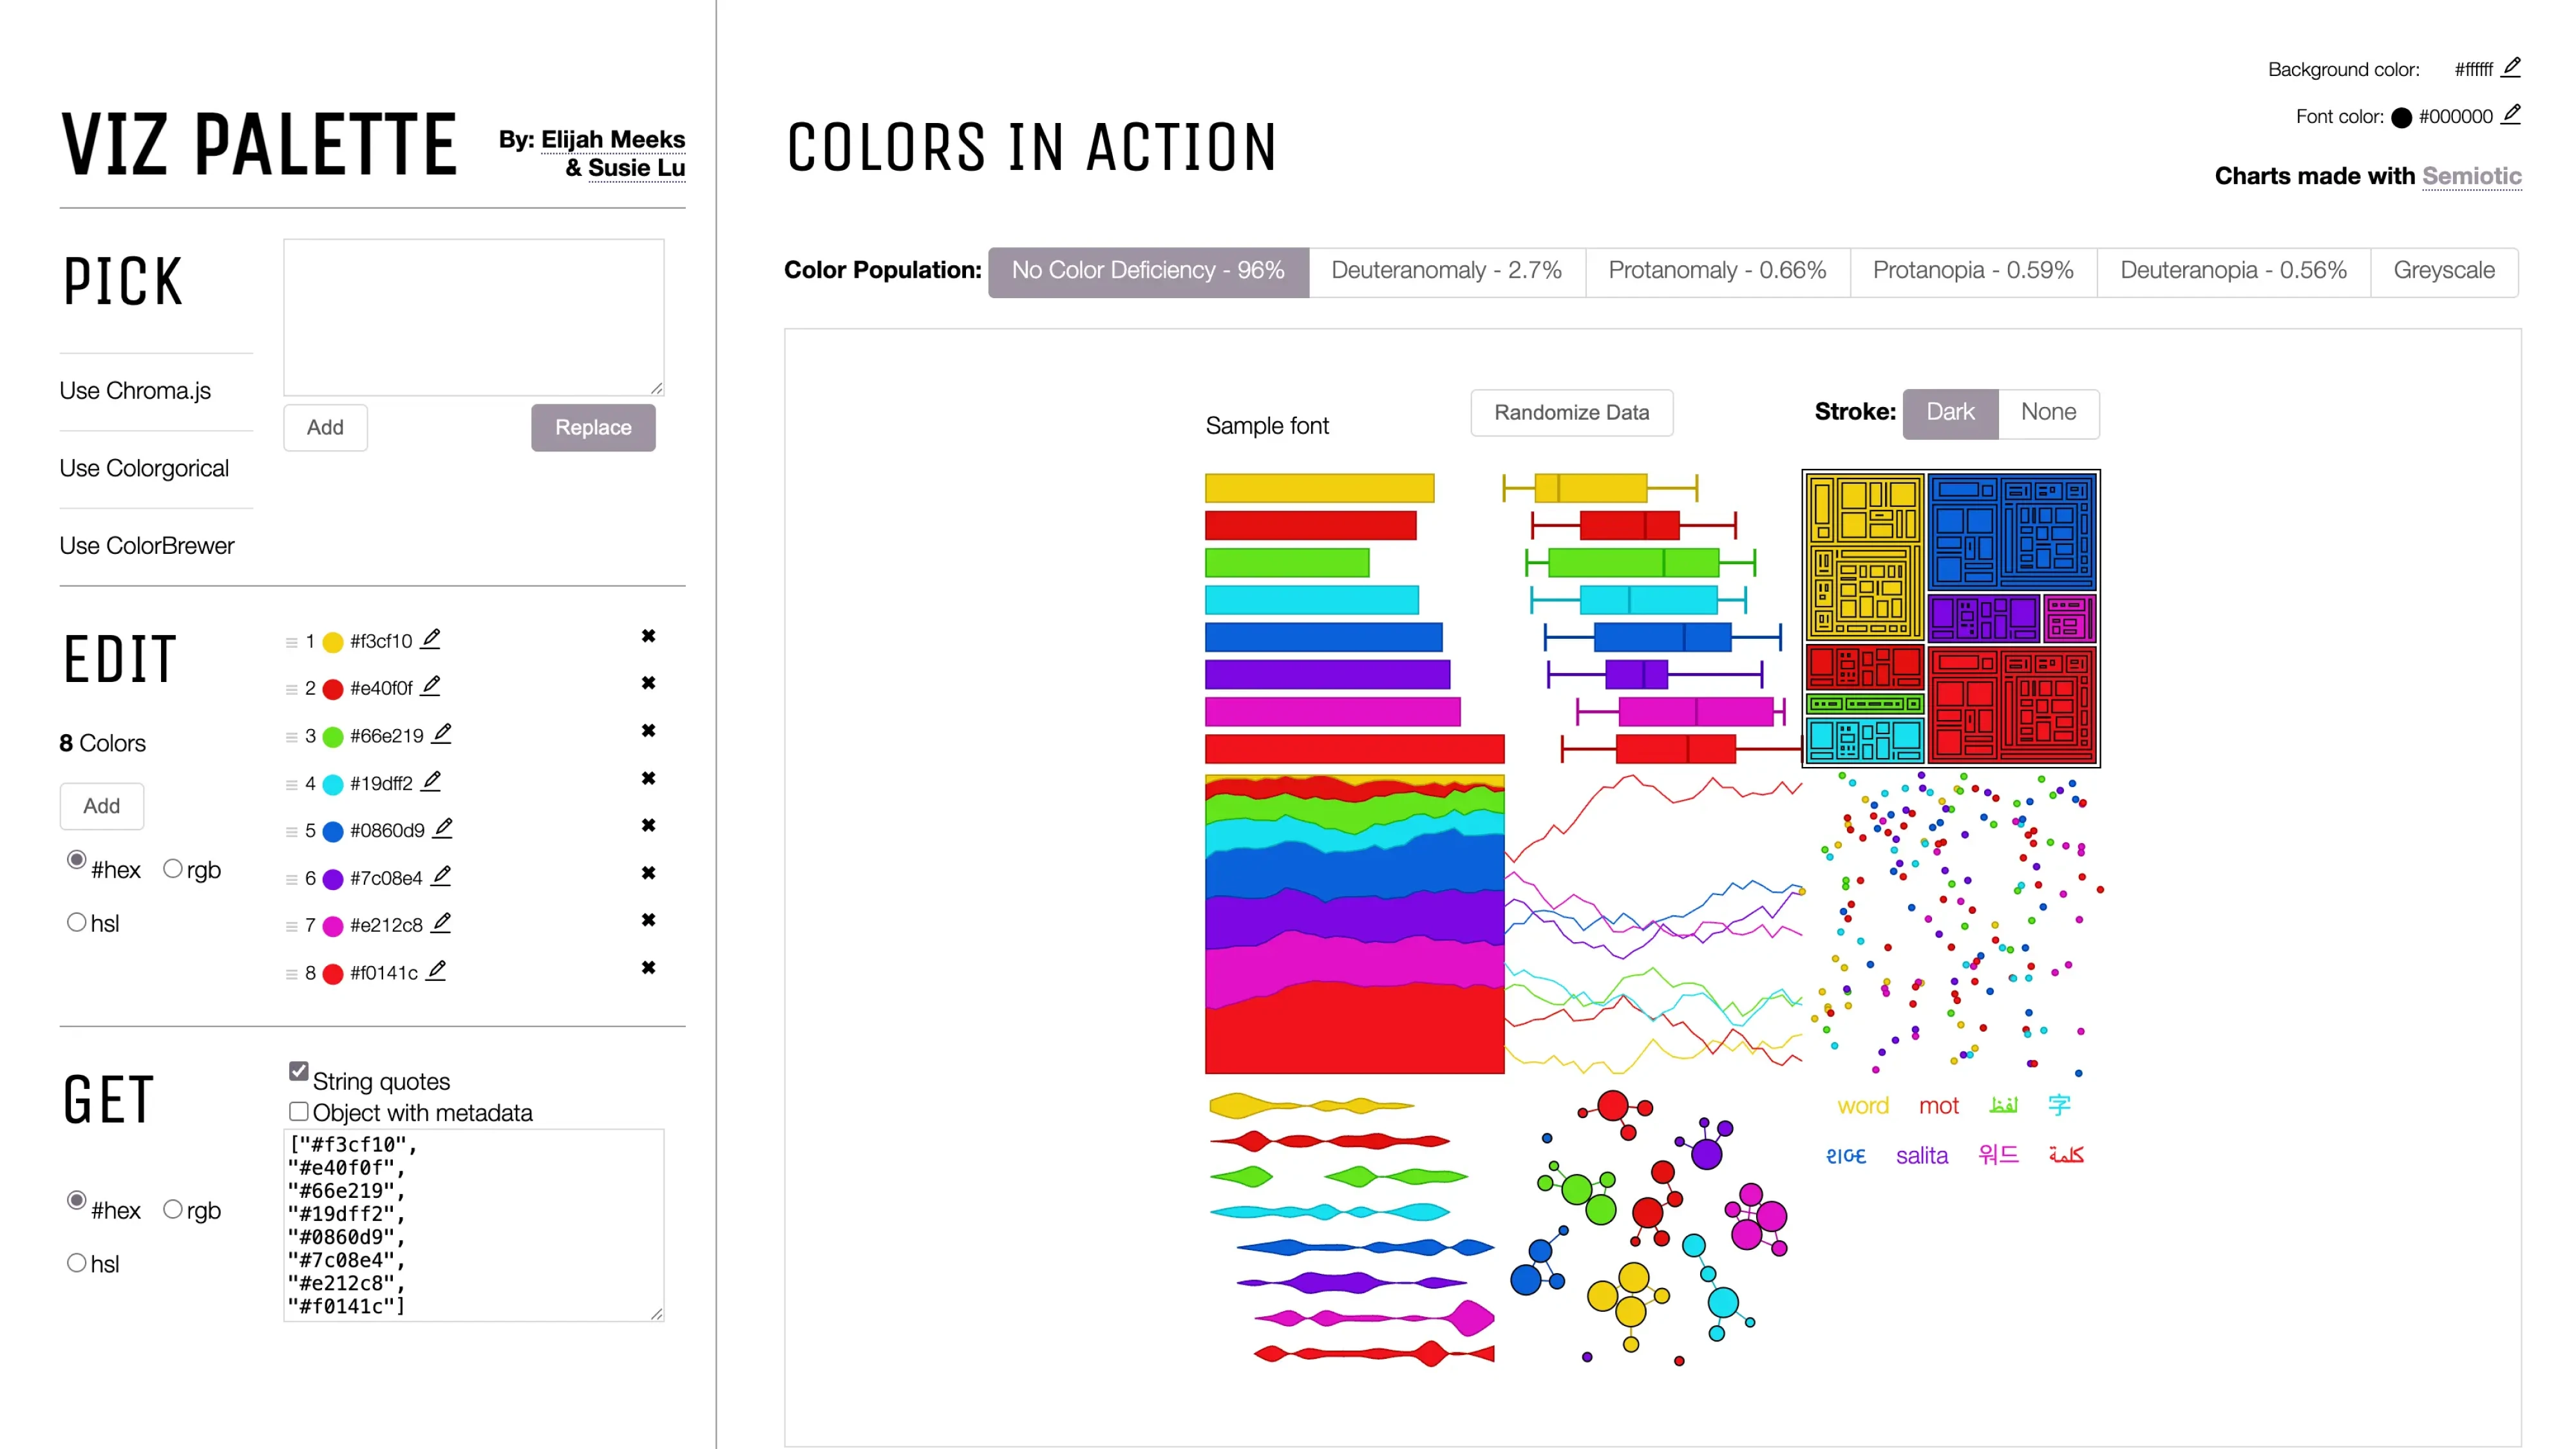 VIZ PALETTE
By: Elijah Meeks
& Susie Lu
PICK
Use Chroma.js
Use Colorgorical
Use ColorBrewer
Add
Replace
EDIT
8 Colors
Add
#hex
rgb
hsl
1 #f3cf10
2 #e40f0f
3 #66e219
4 #19dff2
5 #0860d9
6 #7c08e4
7 #e212c8
8 #f0141c
GET
#hex
rgb
hsl
String quotes
Object with metadata
["#f3cf10",
"#e40f0f",
"#66e219",
"#19dff2",
"#0860d9",
"#7c08e4",
"#e212c8",
"#f0141c"]
COLORS IN ACTION
Background color: #ffffff
Font color: #000000
Charts made with Semiotic
Color Population: No Color Deficiency - 96% Deuteranomaly - 2.7% Protanomaly - 0.66% Protanopia - 0.59% Deuteranopia - 0.56% Greyscale
Sample font
Randomize Data
Stroke: Dark None
word mot لفظ 字
શબ્દ salita 워드 كلمة